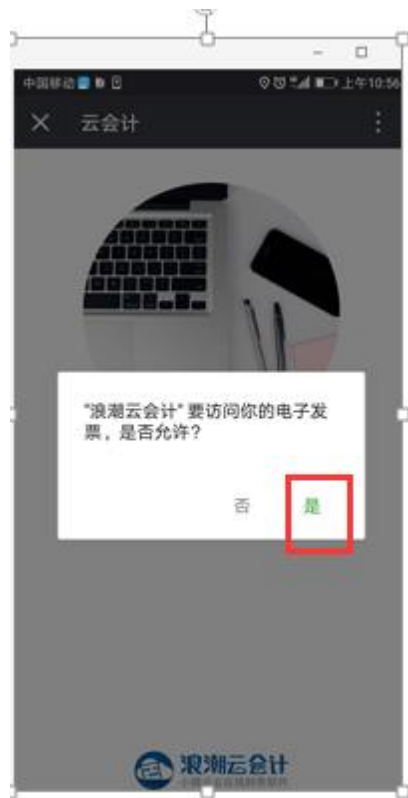 中国移动 上午10:56
云会计
"浪潮云会计"要访问你的电子发
票，是否允许？
否 是
浪潮云会计